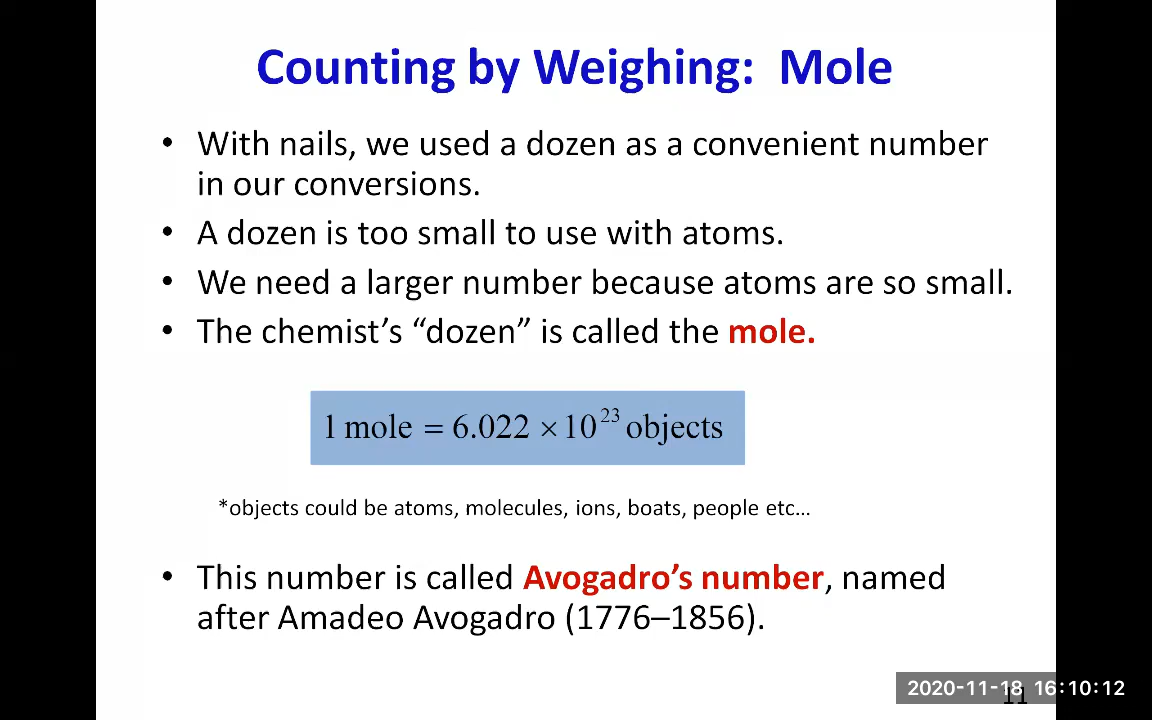 Counting by Weighing: Mole
• With nails, we used a dozen as a convenient number
in our conversions.
• A dozen is too small to use with atoms.
• We need a larger number because atoms are so small.
• The chemist’s “dozen” is called the mole.
1 mole = 6.022 × 10²³ objects
*objects could be atoms, molecules, ions, boats, people etc…
• This number is called Avogadro’s number, named
after Amadeo Avogadro (1776–1856).
2020-11-18 16:10:12
11